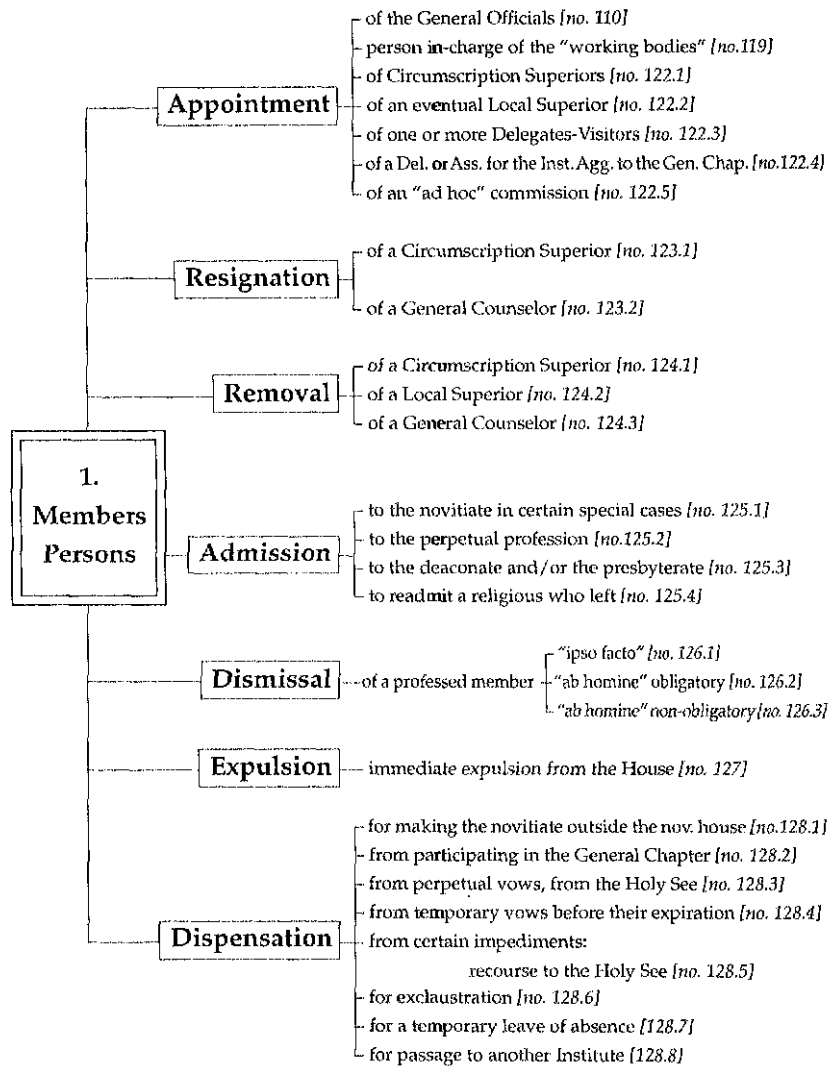 of the General Officials [no. 110]
person in-charge of the “working bodies” [no.119]
of Circumscription Superiors [no. 122.1]
Appointment
of an eventual Local Superior [no. 122.2]
of one or more Delegates-Visitors [no. 122.3]
of a Del. or Ass. for the Inst. Agg. to the Gen. Chap. [no.122.4]
of an “ad hoc” commission [no. 122.5]
of a Circumscription Superior [no. 123.1]
Resignation
of a General Counselor [no. 123.2]
of a Circumscription Superior [no. 124.1]
Removal
of a Local Superior [no. 124.2]
of a General Counselor [no. 124.3]
1.
Members
Persons
to the novitiate in certain special cases [no. 125.1]
Admission
to the perpetual profession [no.125.2]
to the deaconate and/or the presbyterate [no. 125.3]
to readmit a religious who left [no. 125.4]
Dismissal
of a professed member
“ipso facto” [no. 126.1]
“ab homine” obligatory [no. 126.2]
“ab homine” non-obligatory [no. 126.3]
Expulsion
immediate expulsion from the House [no. 127]
for making the novitiate outside the nov. house [no.128.1]
from participating in the General Chapter [no. 128.2]
from perpetual vows, from the Holy See [no. 128.3]
from temporary vows before their expiration [no. 128.4]
Dispensation
from certain impediments:
recourse to the Holy See [no. 128.5]
for exclaustration [no. 128.6]
for a temporary leave of absence [128.7]
for passage to another Institute [128.8]